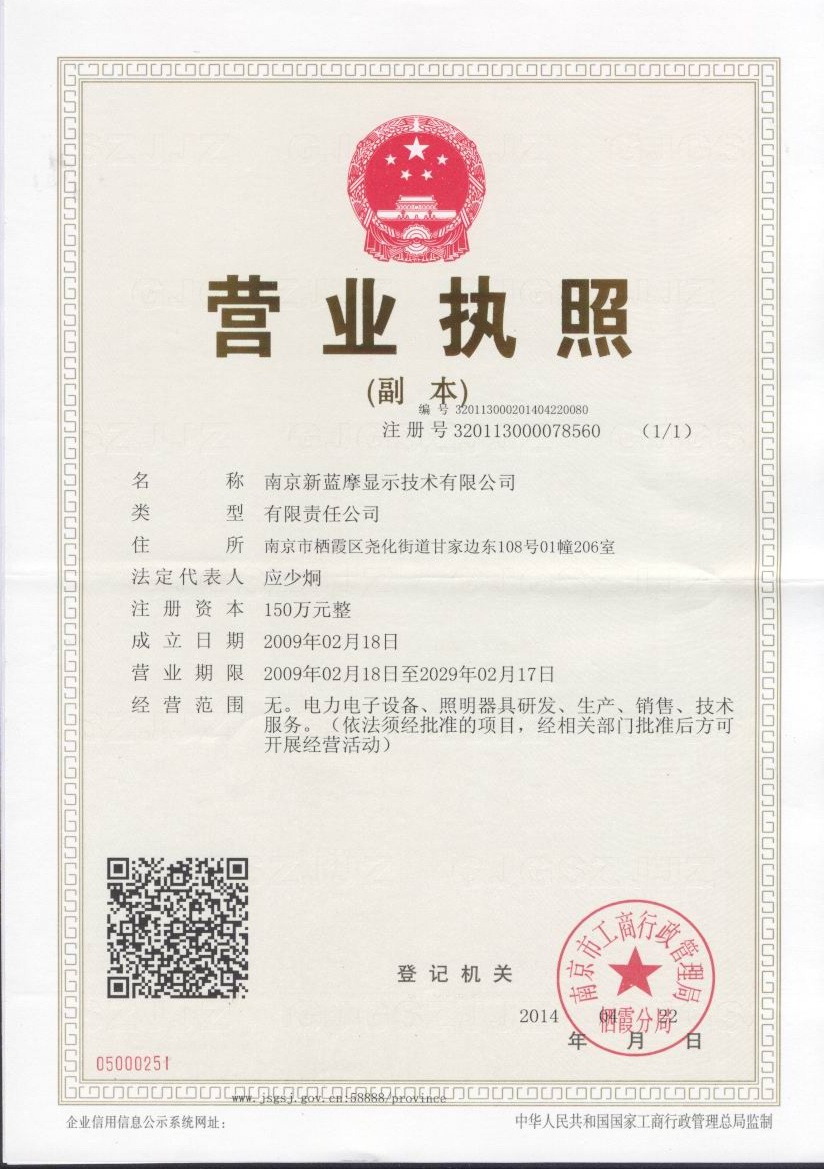 营业执照
(副 本)
编 号 320113000201404220080
注 册 号 320113000078560 (1/1)
名 称 南京新蓝摩显示技术有限公司
类 型 有限责任公司
住 所 南京市栖霞区尧化街道甘家边东108号01幢206室
法定代表人 应少炯
注 册 资 本 150万元整
成 立 日 期 2009年02月18日
营 业 期 限 2009年02月18日至2029年02月17日
经 营 范 围 无。电力电子设备、照明器具研发、生产、销售、技术
服务。（依法须经批准的项目，经相关部门批准后方可
开展经营活动）
登 记 机 关
南京市工商行政管理局
栖霞分局
2014 04 22
年 月 日
05000251
www.jsgsj.gov.cn:58888/province
企业信用信息公示系统网址：
中华人民共和国国家工商行政管理总局监制